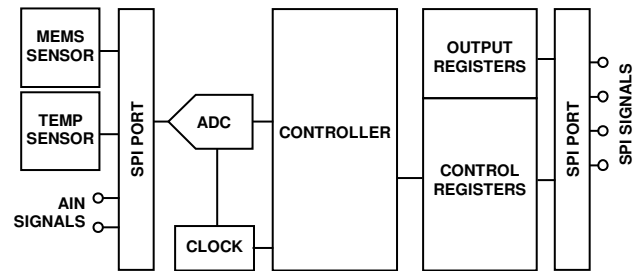 MEMS
SENSOR
TEMP
SENSOR
AIN
SIGNALS
SPI PORT
ADC
CLOCK
CONTROLLER
OUTPUT
REGISTERS
CONTROL
REGISTERS
SPI PORT
SPI SIGNALS